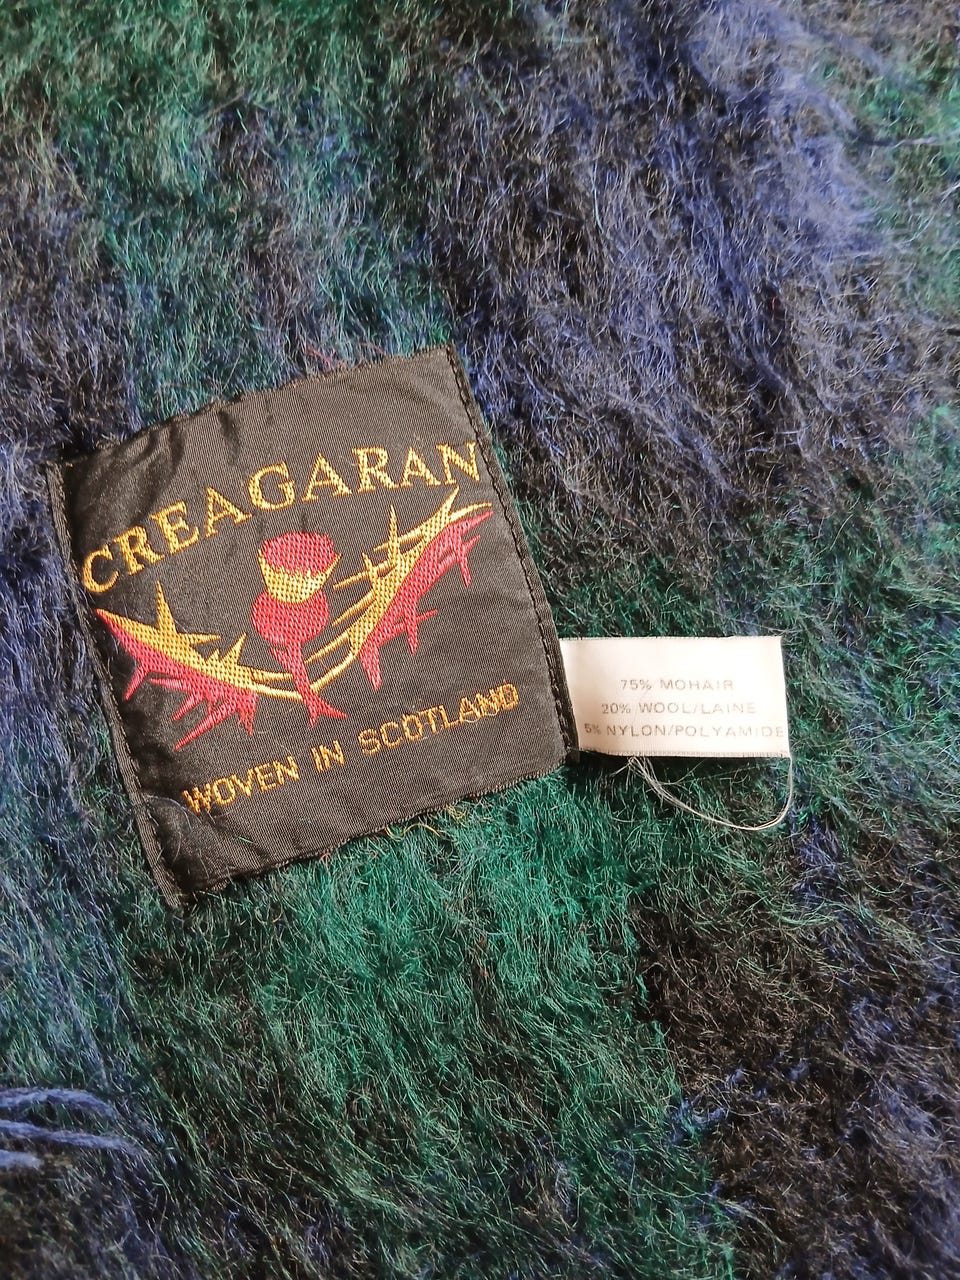 CREAGARAN
WOVEN IN SCOTLAND
75% MOHAIR
20% WOOL/LAINE
5% NYLON/POLYAMIDE